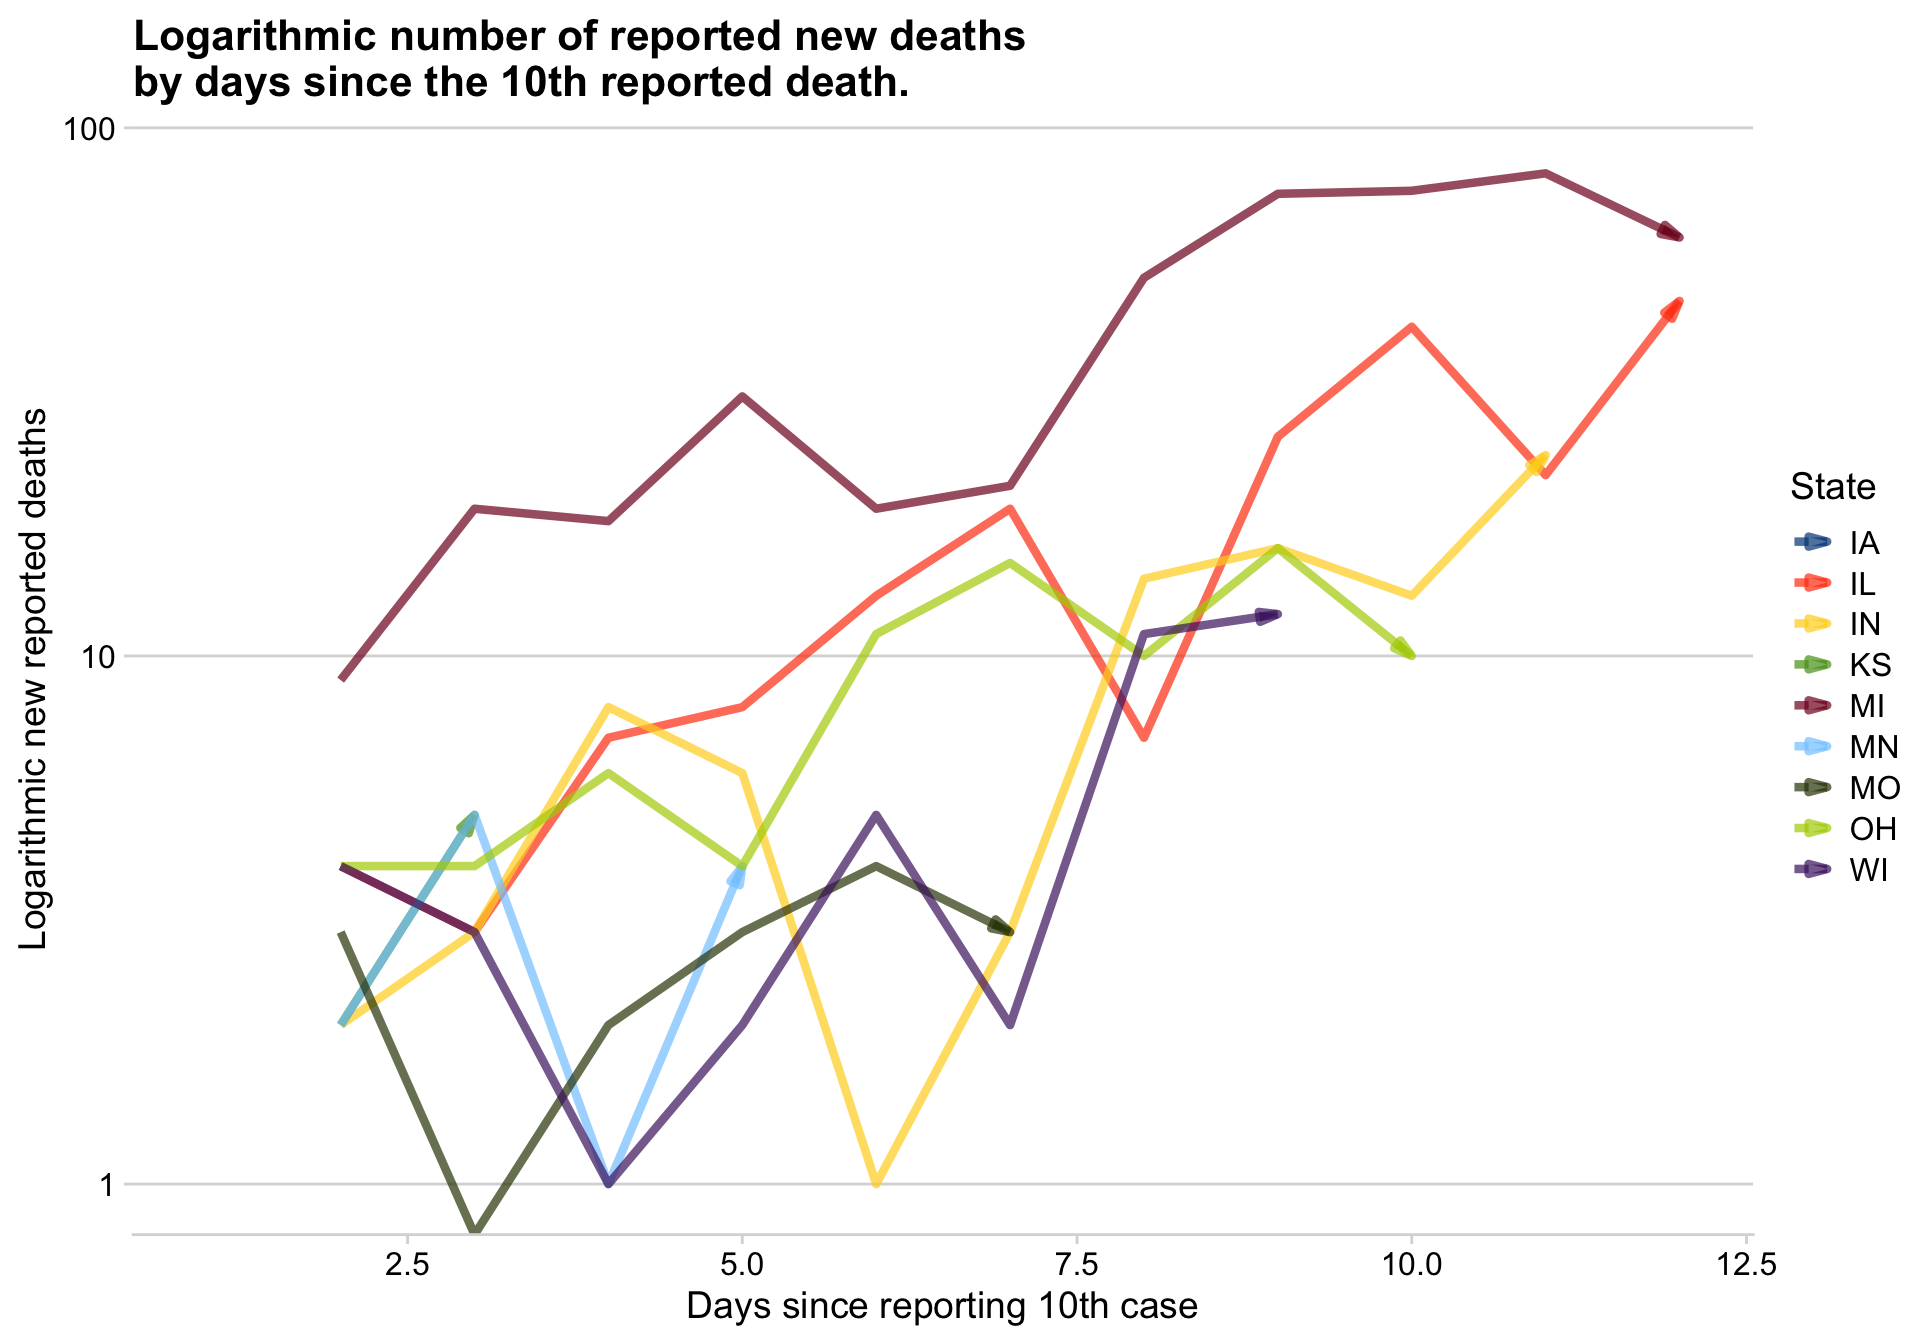 Logarithmic number of reported new deaths
by days since the 10th reported death.
100
10
1
Logarithmic new reported deaths
2.5
5.0
7.5
10.0
12.5
Days since reporting 10th case
State
IA
IL
IN
KS
MI
MN
MO
OH
WI